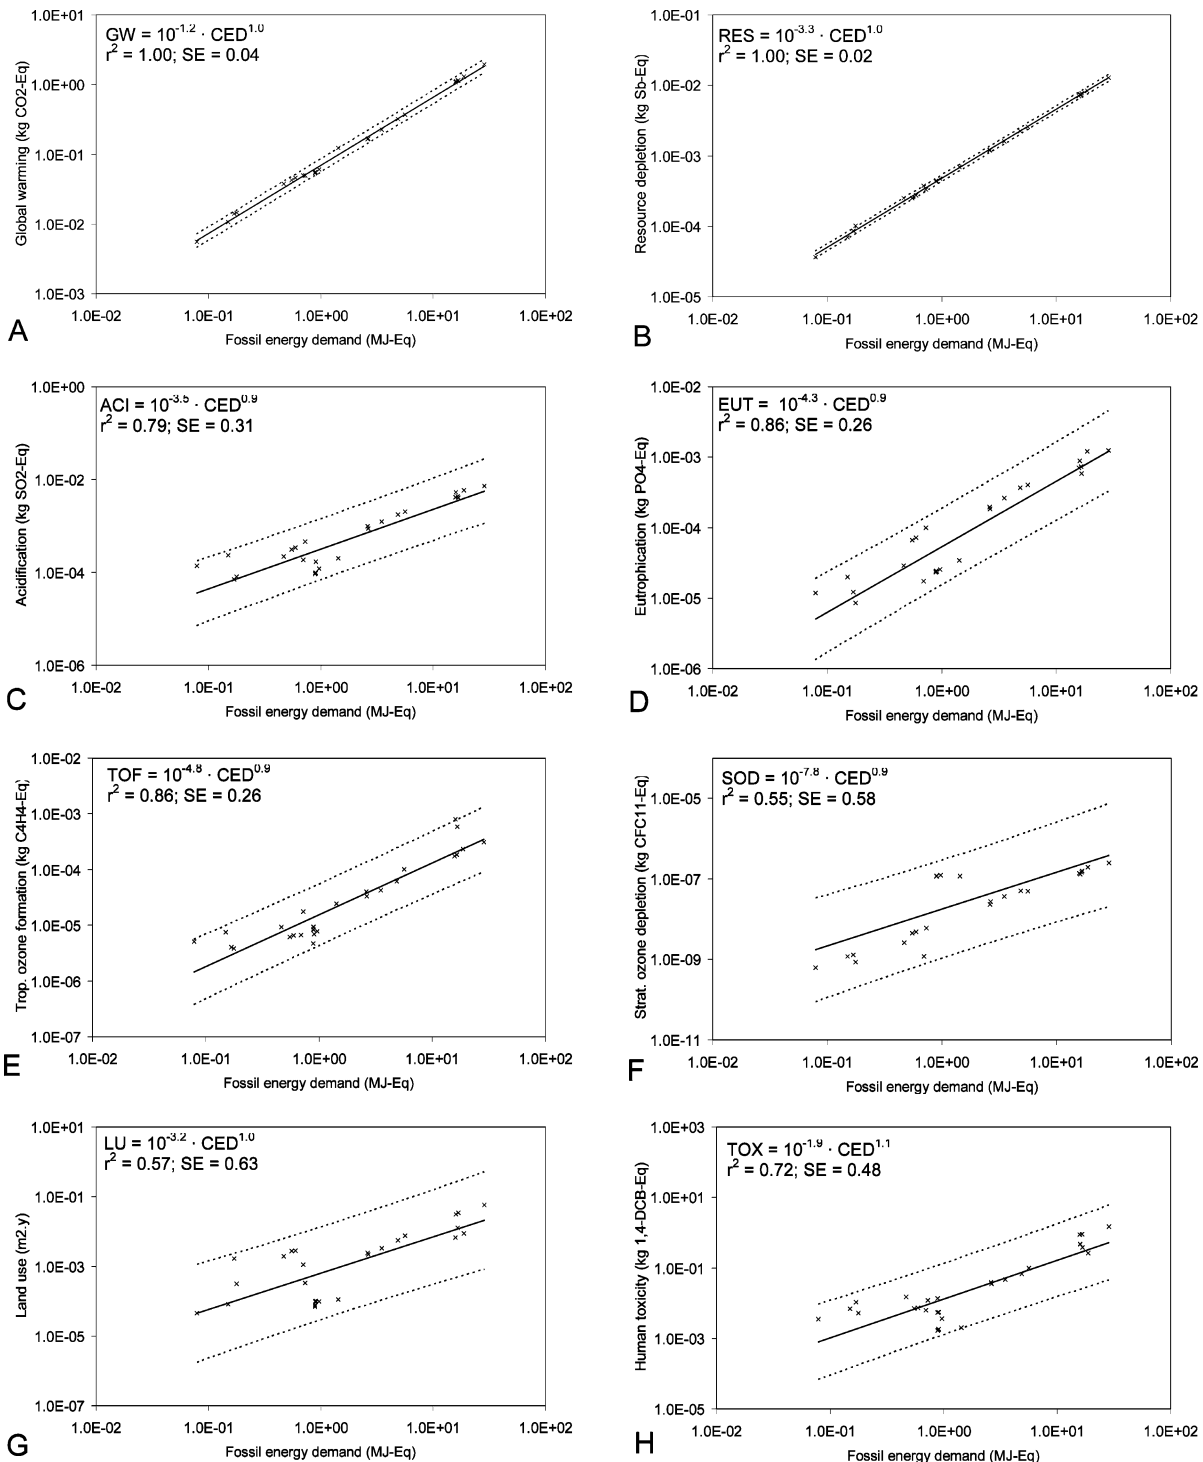 GW = 10^-1.2 · CED^1.0
r^2 = 1.00; SE = 0.04
Global warming (kg CO2-Eq)
1.0E+01
1.0E+00
1.0E-01
1.0E-02
1.0E-03
1.0E-02 1.0E-01 1.0E+00 1.0E+01 1.0E+02
Fossil energy demand (MJ-Eq)
A
RES = 10^-3.3 · CED^1.0
r^2 = 1.00; SE = 0.02
Resource depletion (kg Sb-Eq)
1.0E-01
1.0E-02
1.0E-03
1.0E-04
1.0E-05
1.0E-02 1.0E-01 1.0E+00 1.0E+01 1.0E+02
Fossil energy demand (MJ-Eq)
B
ACI = 10^-3.5 · CED^0.9
r^2 = 0.79; SE = 0.31
Acidification (kg SO2-Eq)
1.0E+00
1.0E-02
1.0E-04
1.0E-06
1.0E-02 1.0E-01 1.0E+00 1.0E+01 1.0E+02
Fossil energy demand (MJ-Eq)
C
EUT = 10^-4.3 · CED^0.9
r^2 = 0.86; SE = 0.26
Eutrophication (kg PO4-Eq)
1.0E-02
1.0E-03
1.0E-04
1.0E-05
1.0E-06
1.0E-02 1.0E-01 1.0E+00 1.0E+01 1.0E+02
Fossil energy demand (MJ-Eq)
D
TOF = 10^-4.8 · CED^0.9
r^2 = 0.86; SE = 0.26
Trop. ozone formation (kg C4H4-Eq)
1.0E-02
1.0E-03
1.0E-04
1.0E-05
1.0E-06
1.0E-07
1.0E-02 1.0E-01 1.0E+00 1.0E+01 1.0E+02
Fossil energy demand (MJ-Eq)
E
SOD = 10^-7.8 · CED^0.9
r^2 = 0.55; SE = 0.58
Strat. ozone depletion (kg CFC11-Eq)
1.0E-05
1.0E-07
1.0E-09
1.0E-11
1.0E-02 1.0E-01 1.0E+00 1.0E+01 1.0E+02
Fossil energy demand (MJ-Eq)
F
LU = 10^-3.2 · CED^1.0
r^2 = 0.57; SE = 0.63
Land use (m2.y)
1.0E+01
1.0E-01
1.0E-03
1.0E-05
1.0E-07
1.0E-02 1.0E-01 1.0E+00 1.0E+01 1.0E+02
Fossil energy demand (MJ-Eq)
G
TOX = 10^-1.9 · CED^1.1
r^2 = 0.72; SE = 0.48
Human toxicity (kg 1,4-DCB-Eq)
1.0E+03
1.0E+01
1.0E-01
1.0E-03
1.0E-05
1.0E-02 1.0E-01 1.0E+00 1.0E+01 1.0E+02
Fossil energy demand (MJ-Eq)
H